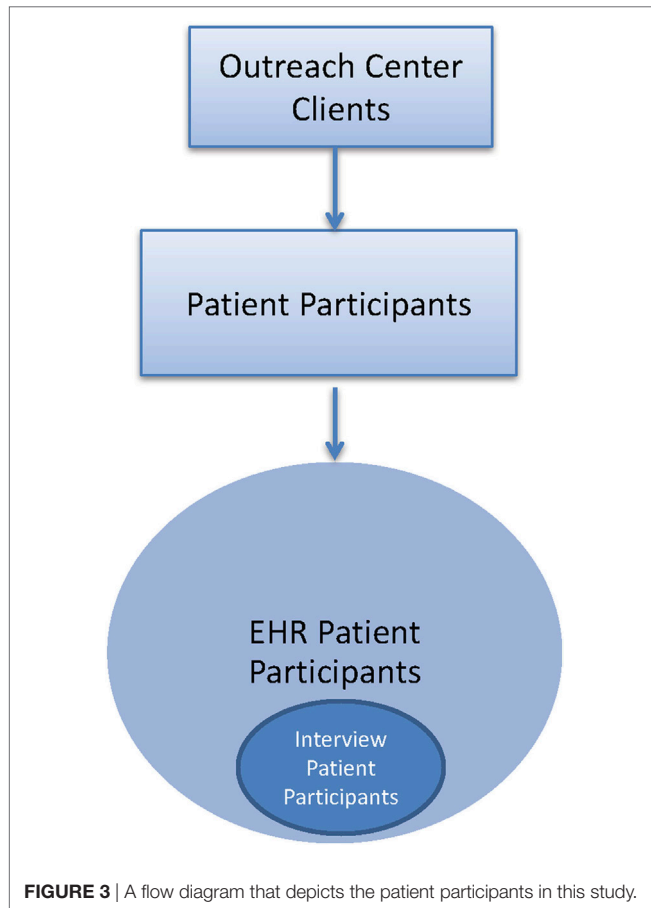 Outreach Center
Clients
Patient Participants
EHR Patient
Participants
Interview
Patient
Participants
FIGURE 3 | A flow diagram that depicts the patient participants in this study.